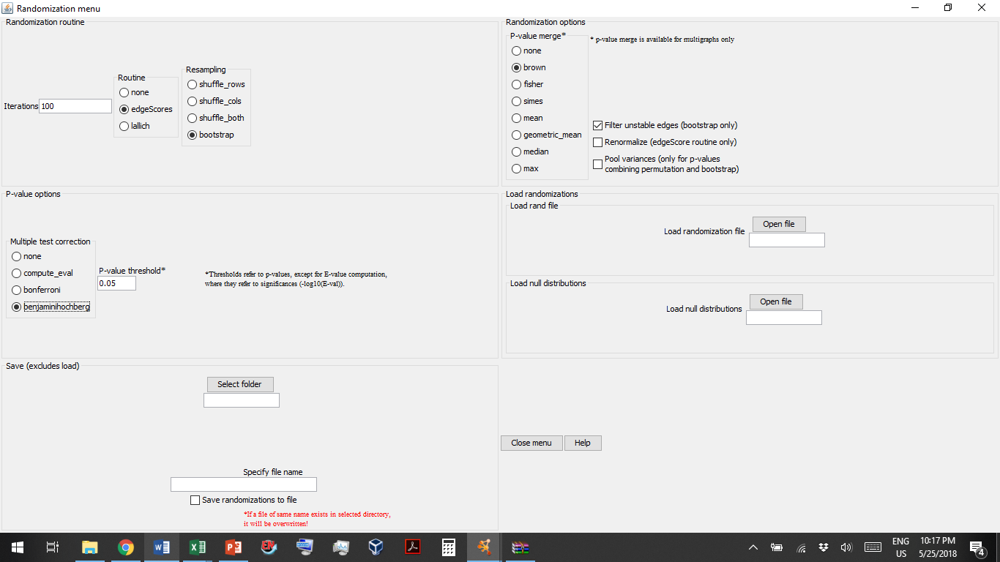 Randomization menu
Randomization routine
Iterations 100
Routine
none
edgeScores
lallich
Resampling
shuffle_rows
shuffle_cols
shuffle_both
bootstrap
Randomization options
P-value merge*
* p-value merge is available for multigraphs only
none
brown
fisher
simes
mean
geometric_mean
median
max
Filter unstable edges (bootstrap only)
Renormalize (edgeScore routine only)
Pool variances (only for p-values
combining permutation and bootstrap)
P-value options
Multiple test correction
none
compute_eval
bonferroni
benjaminihochberg
P-value threshold*
0.05
*Thresholds refer to p-values, except for E-value computation,
where they refer to significances (-log10(E-val)).
Load randomizations
Load rand file
Load randomization file
Open file
Load null distributions
Load null distributions
Open file
Save (excludes load)
Select folder
Specify file name
Save randomizations to file
*If a file of same name exists in selected directory,
it will be overwritten!
Close menu
Help
ENG
US
10:17 PM
5/25/2018
4